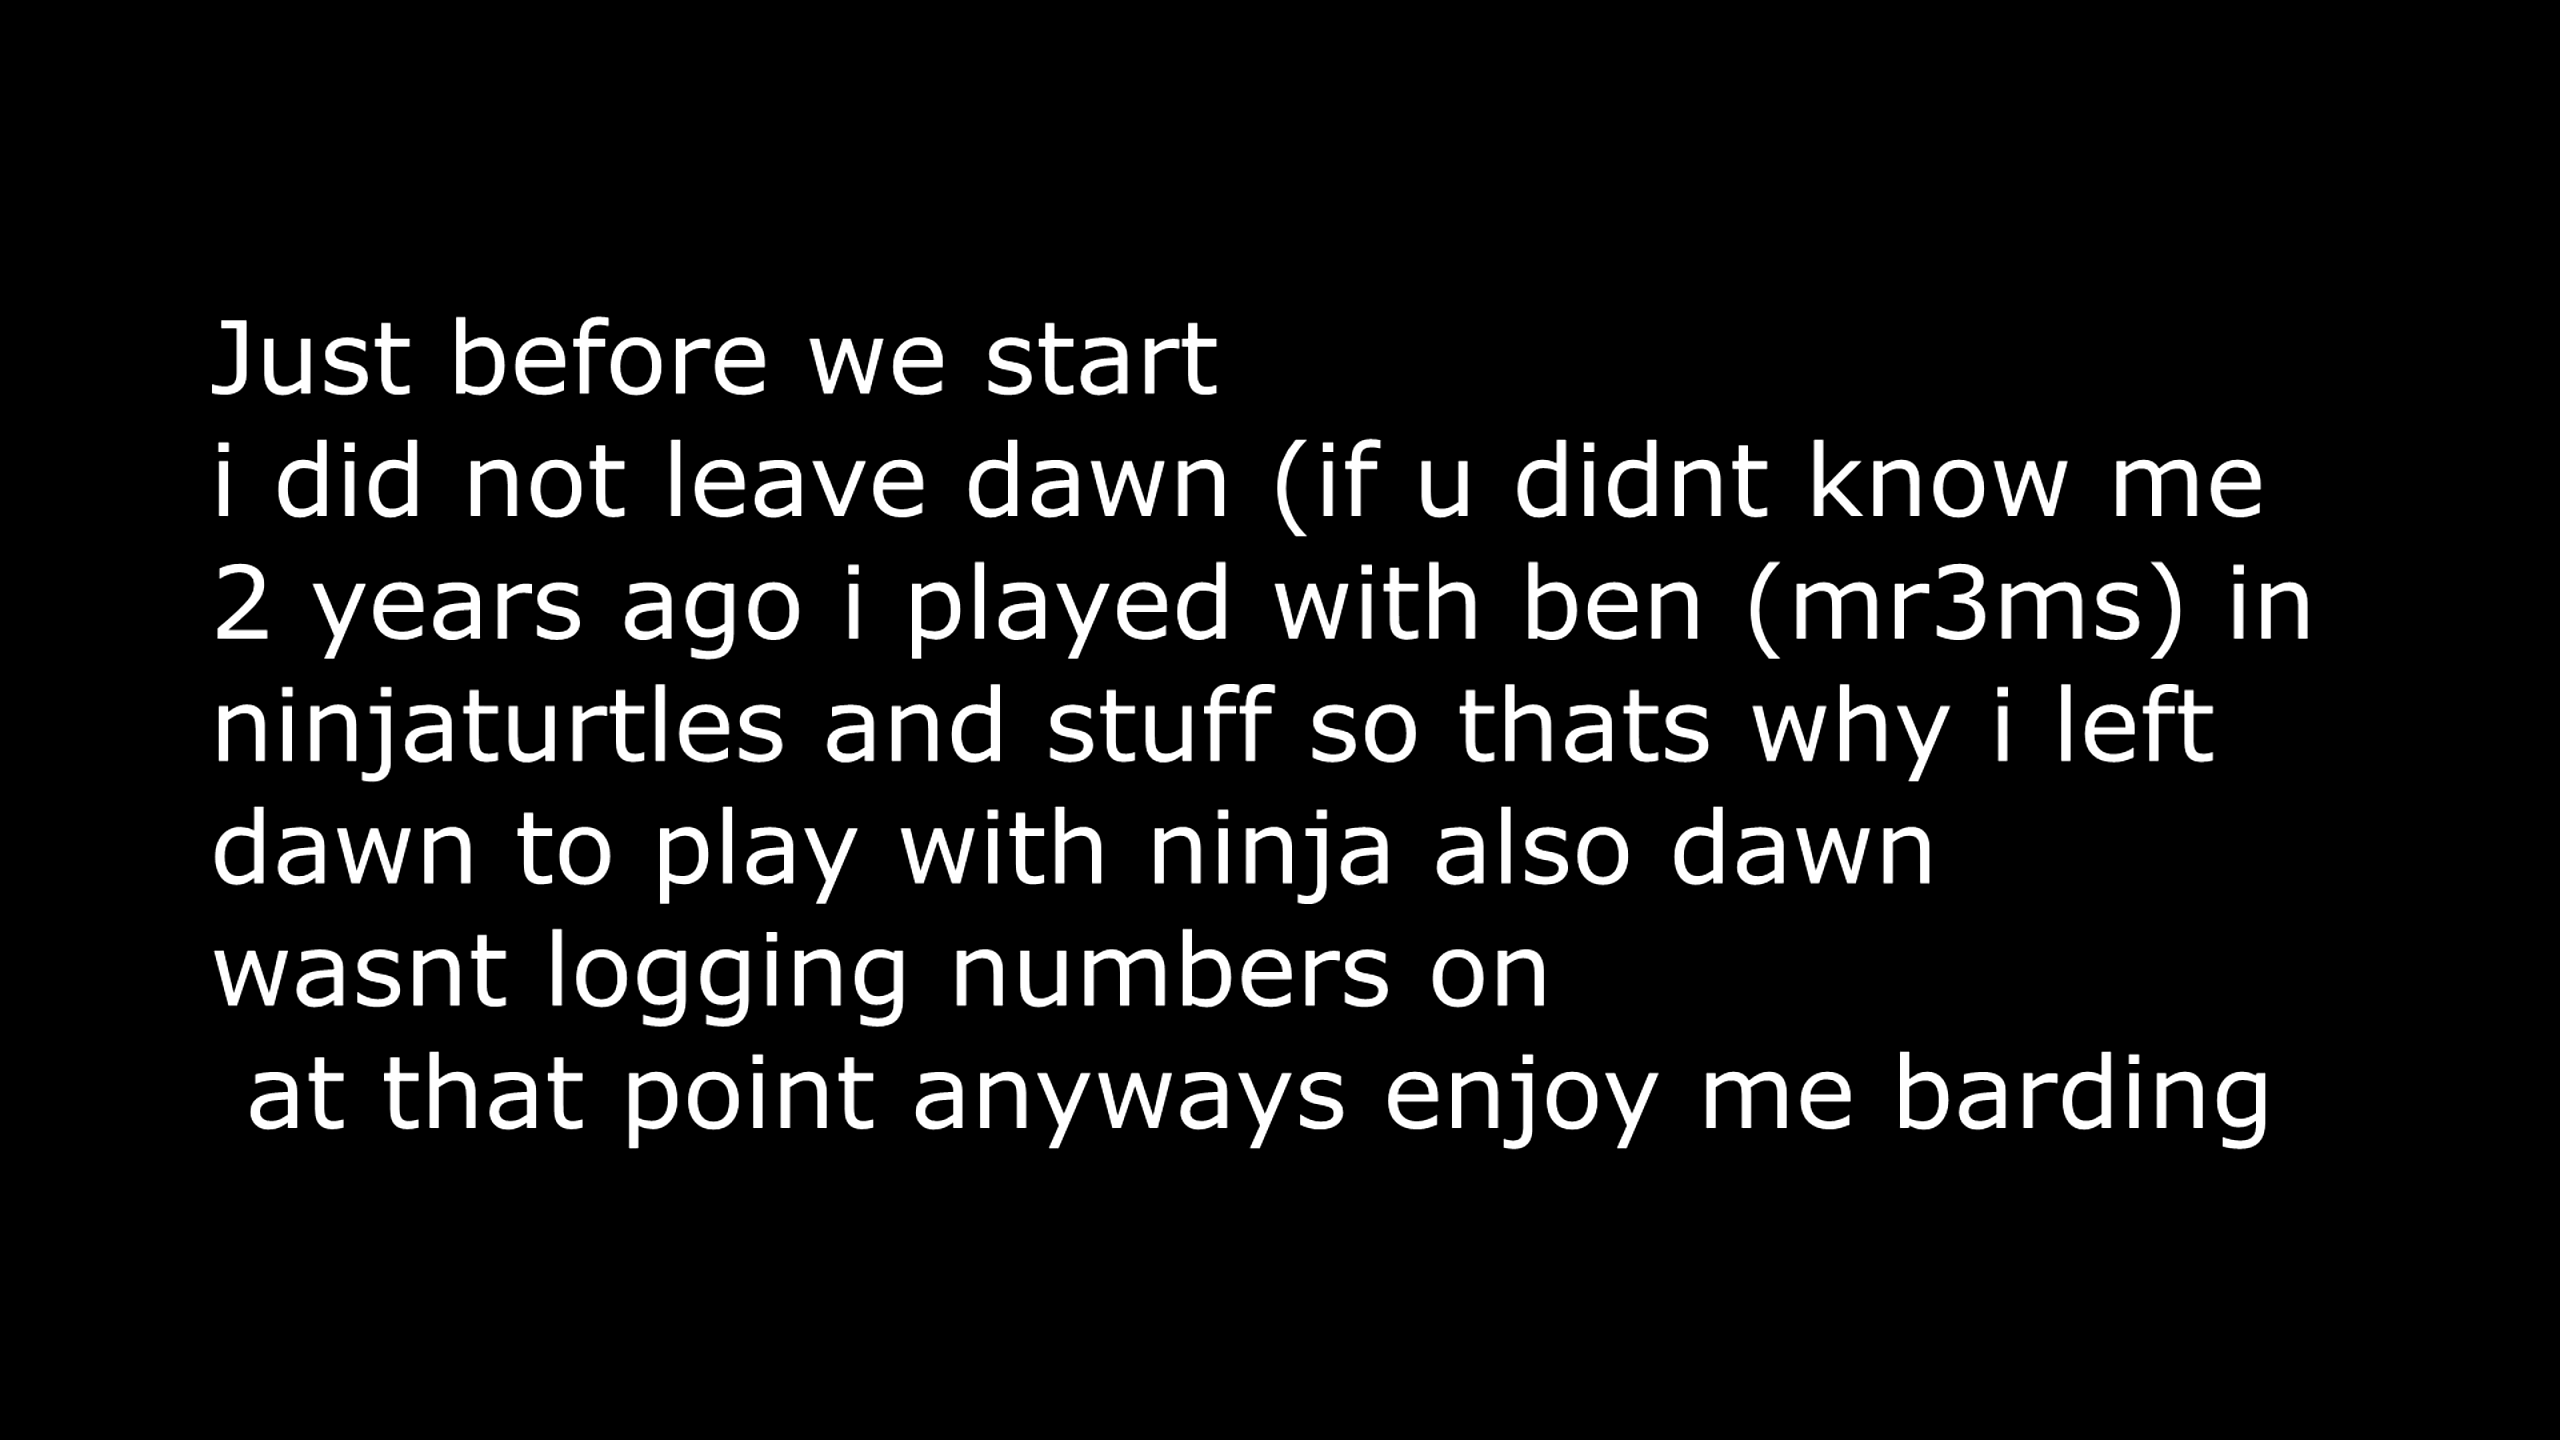 Just before we start
i did not leave dawn (if u didnt know me
2 years ago i played with ben (mr3ms) in
ninjaturtles and stuff so thats why i left
dawn to play with ninja also dawn
wasnt logging numbers on
at that point anyways enjoy me barding